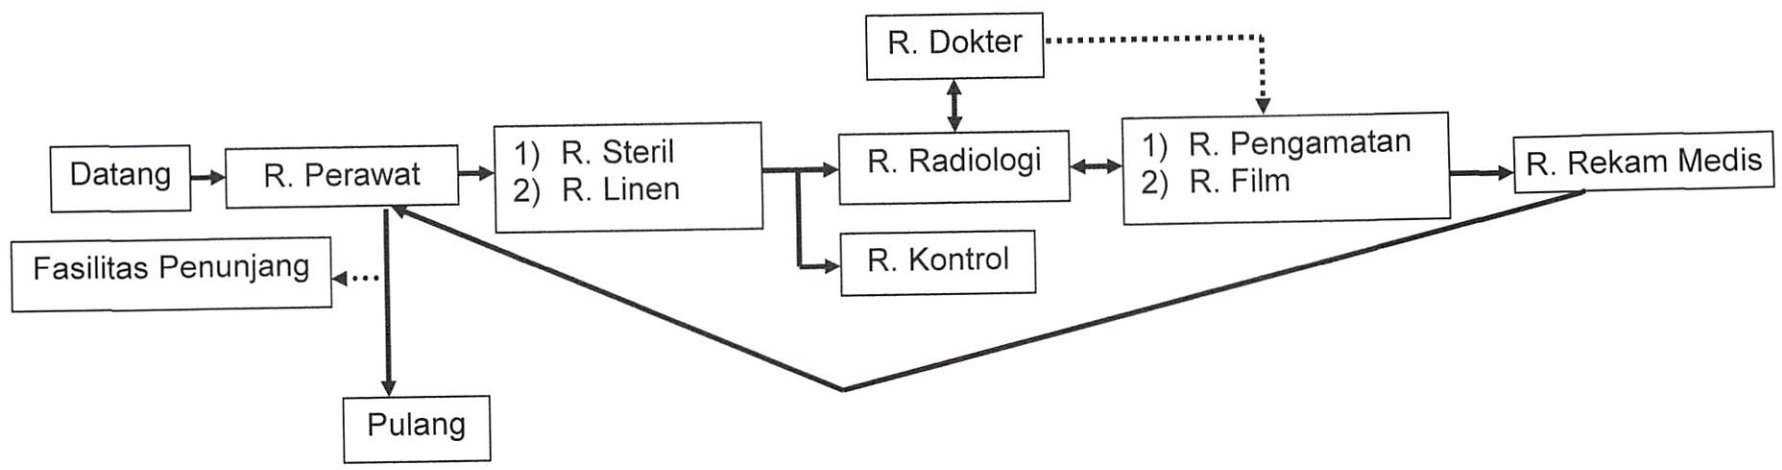 R. Dokter
Datang
R. Perawat
1) R. Steril
2) R. Linen
R. Radiologi
1) R. Pengamatan
2) R. Film
R. Rekam Medis
Fasilitas Penunjang
R. Kontrol
Pulang